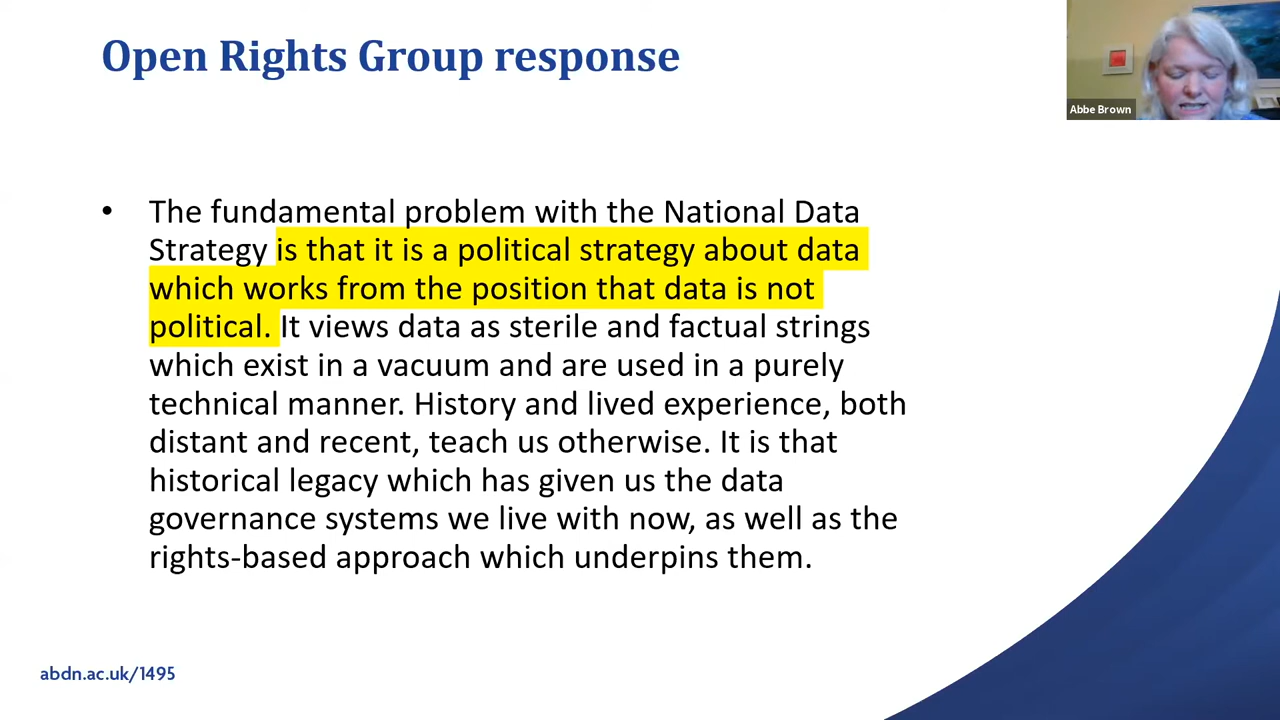 Open Rights Group response
Abbe Brown
• The fundamental problem with the National Data
Strategy is that it is a political strategy about data
which works from the position that data is not
political. It views data as sterile and factual strings
which exist in a vacuum and are used in a purely
technical manner. History and lived experience, both
distant and recent, teach us otherwise. It is that
historical legacy which has given us the data
governance systems we live with now, as well as the
rights-based approach which underpins them.
abdn.ac.uk/1495